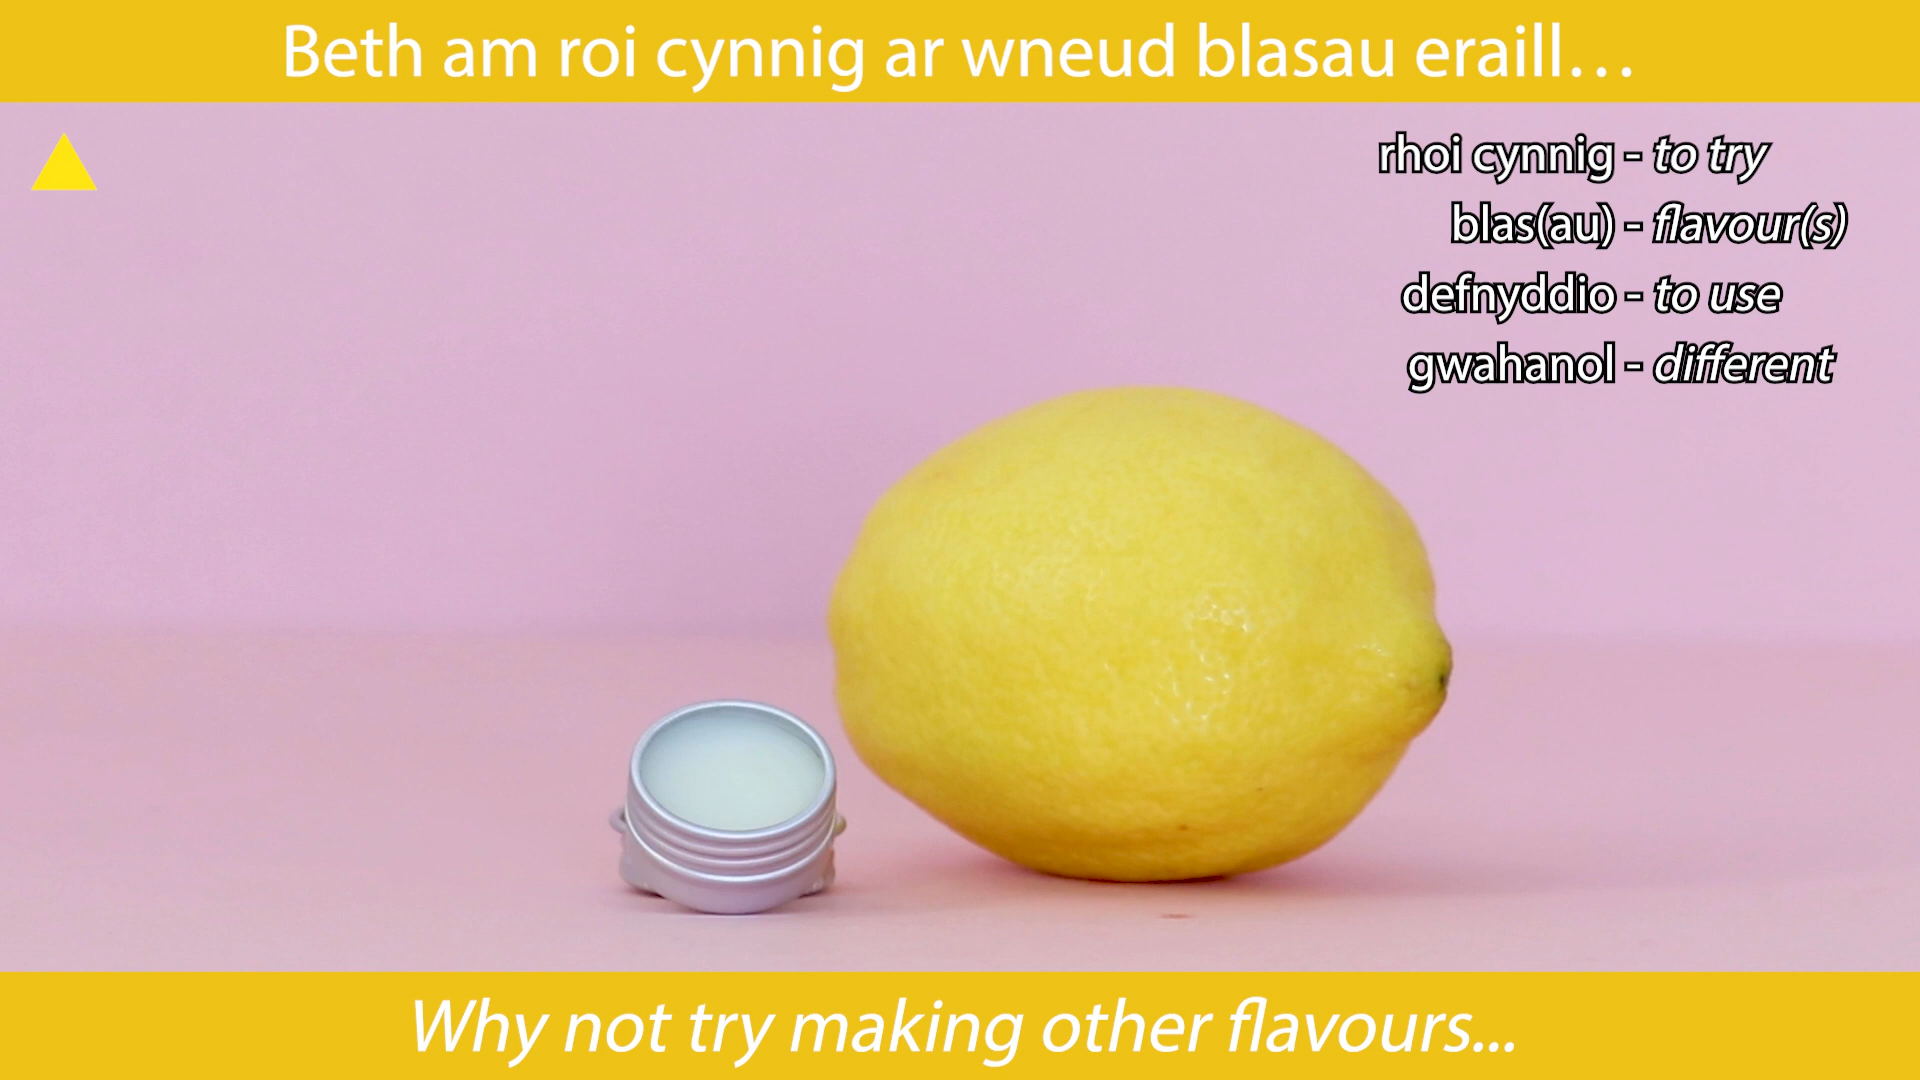 Beth am roi cynnig ar wneud blasau eraill…
rhoi cynnig - to try
blas(au) - flavour(s)
defnyddio - to use
gwahanol - different
Why not try making other flavours...